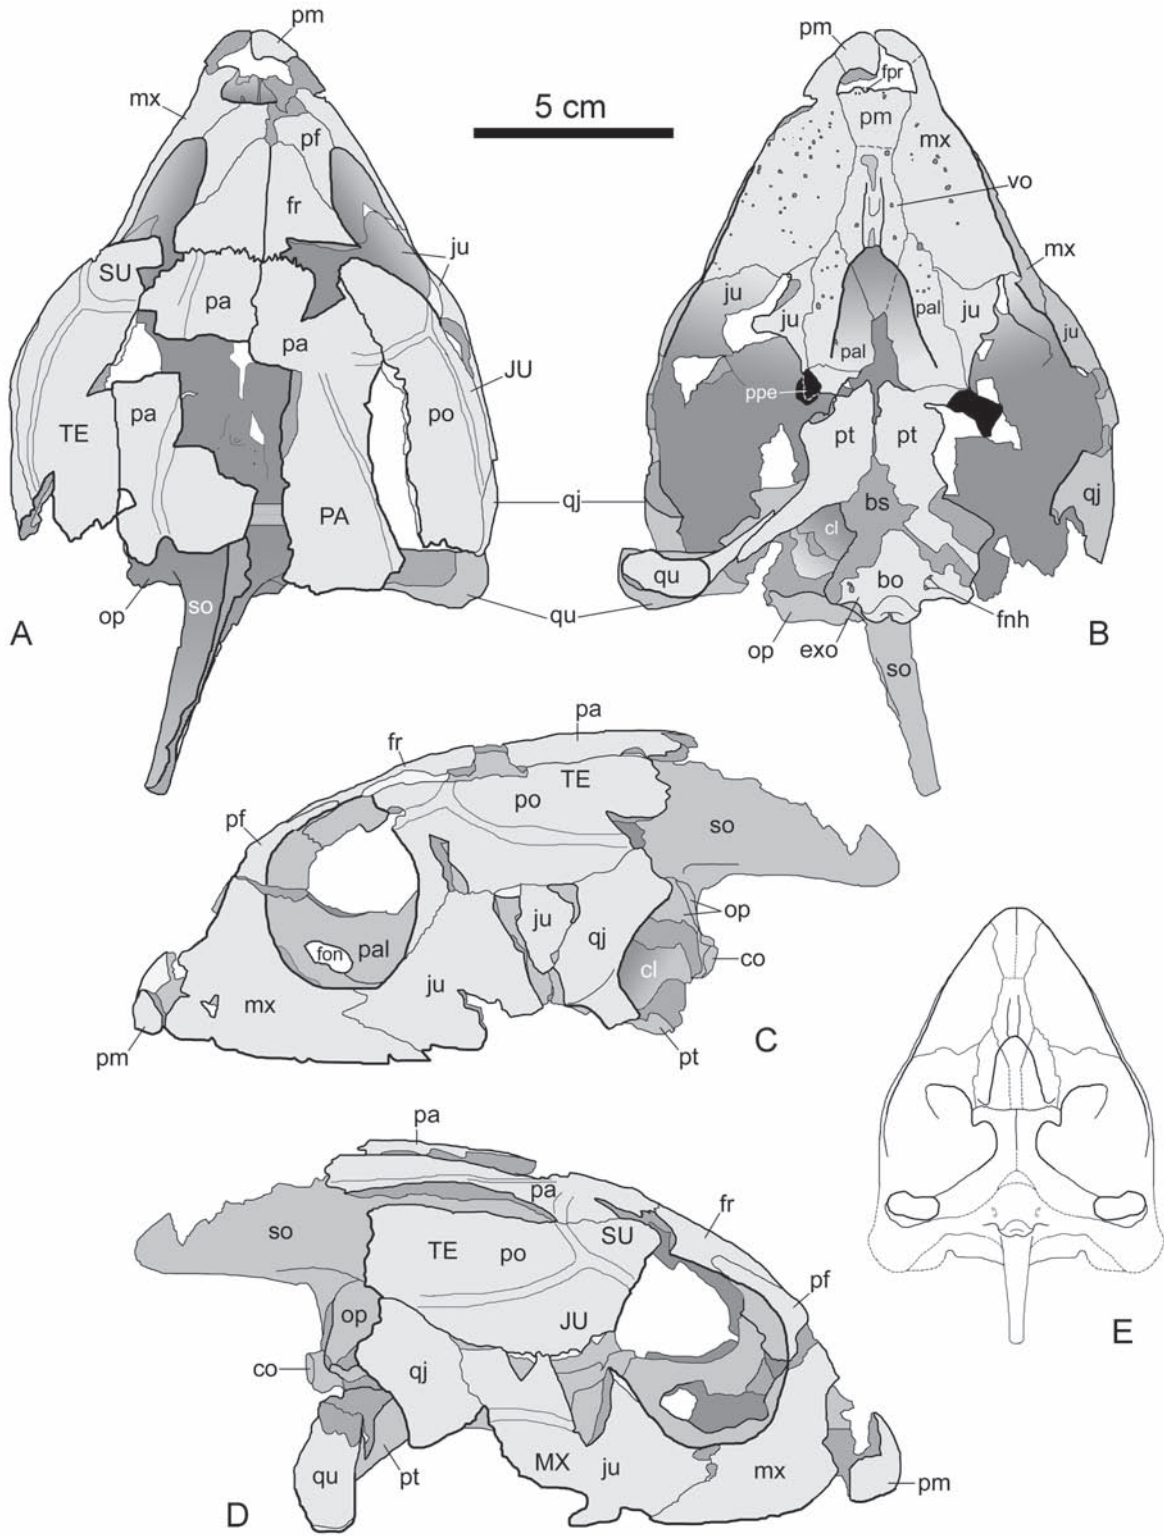 pm
mx
pf
fr
ju
SU
pa
pa
JU
TE
pa
po
PA
qj
op
so
qu
A
5 cm
pm
fpr
pm
mx
vo
mx
ju
ju
pal
ju
ju
pal
ppe
pt
pt
qj
cl
bs
qu
bo
fnh
op
exo
so
B
pa
fr
TE
po
pf
so
ju
op
qj
fon
pal
co
cl
mx
ju
pm
pt
C
pa
pa
so
TE
po
SU
fr
pf
op
JU
co
qj
MX
ju
mx
qu
pt
pm
D
E